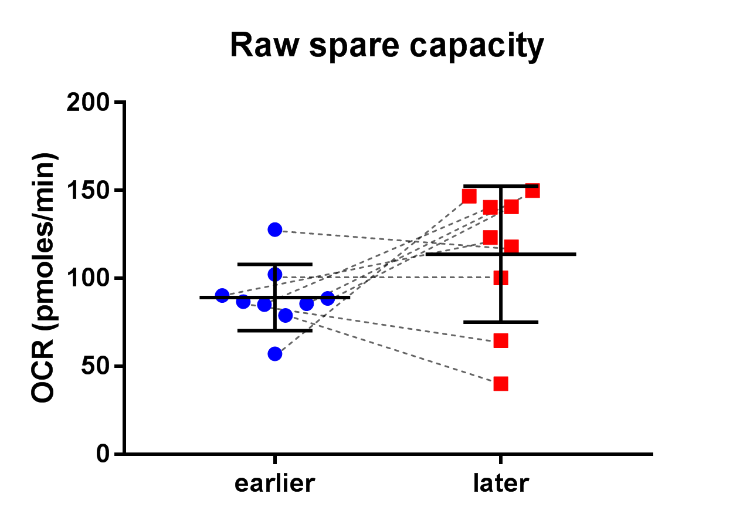 Raw spare capacity
OCR (pmoles/min)
200
150
100
50
0
earlier
later